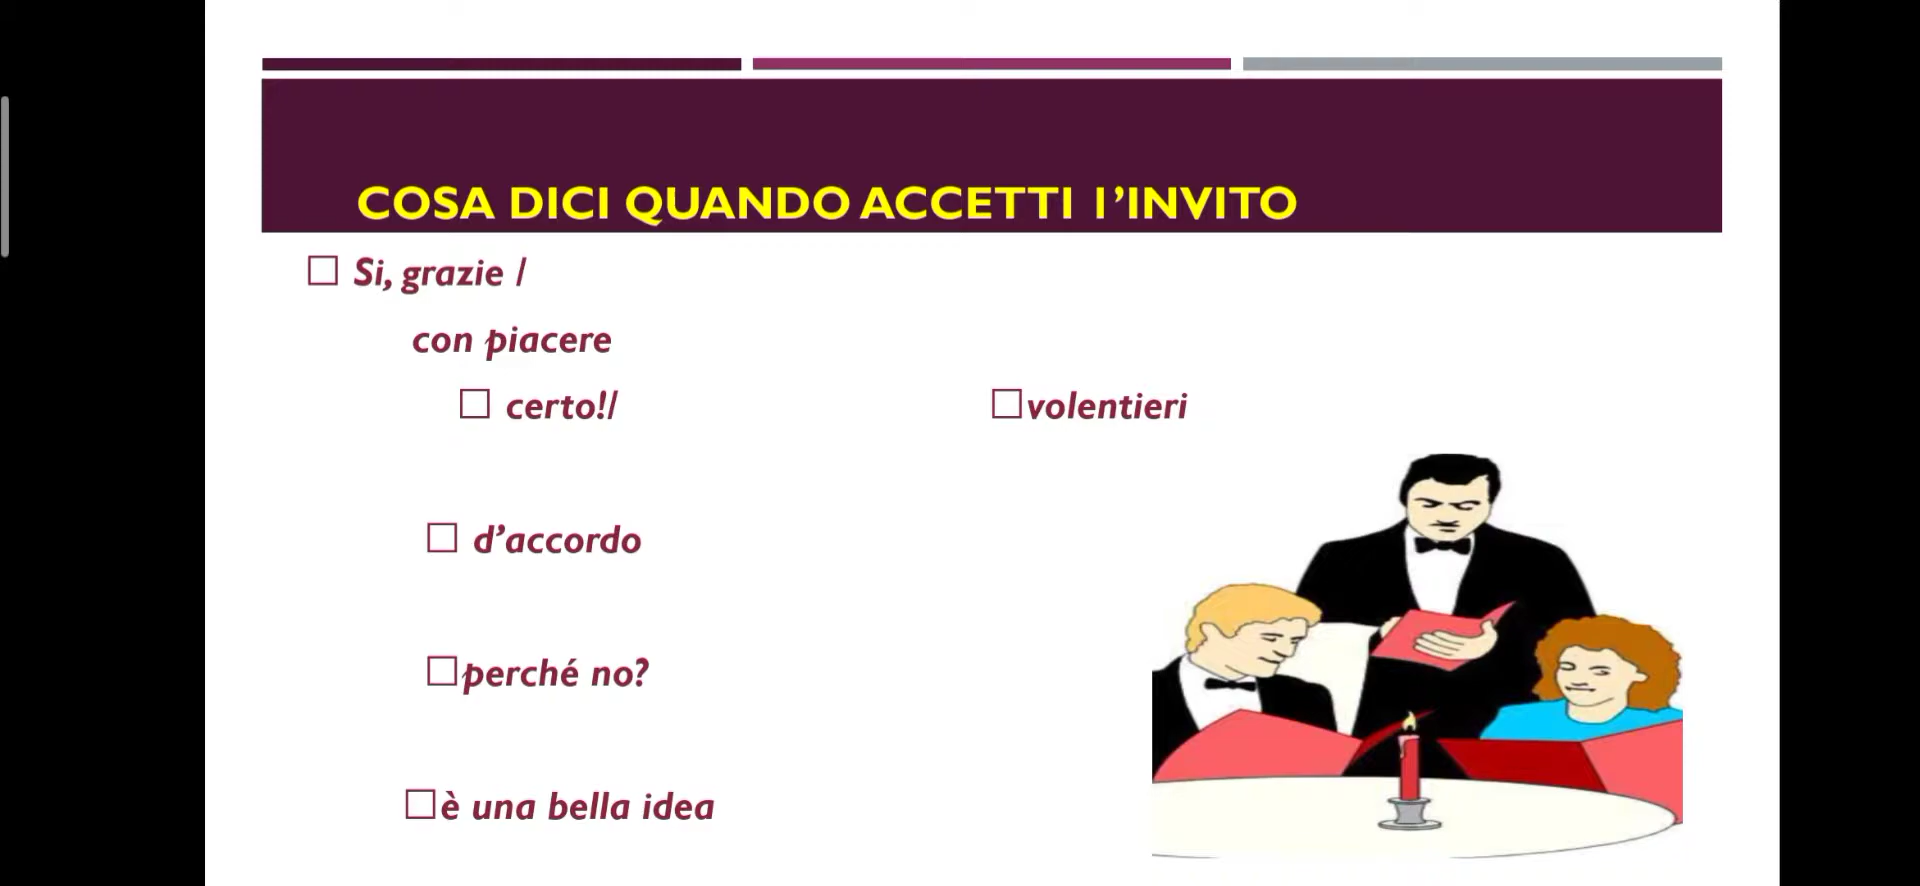 COSA DICI QUANDO ACCETTI l’INVITO
Si, grazie /
con piacere
certo!/ volentieri
d’accordo
perché no?
è una bella idea